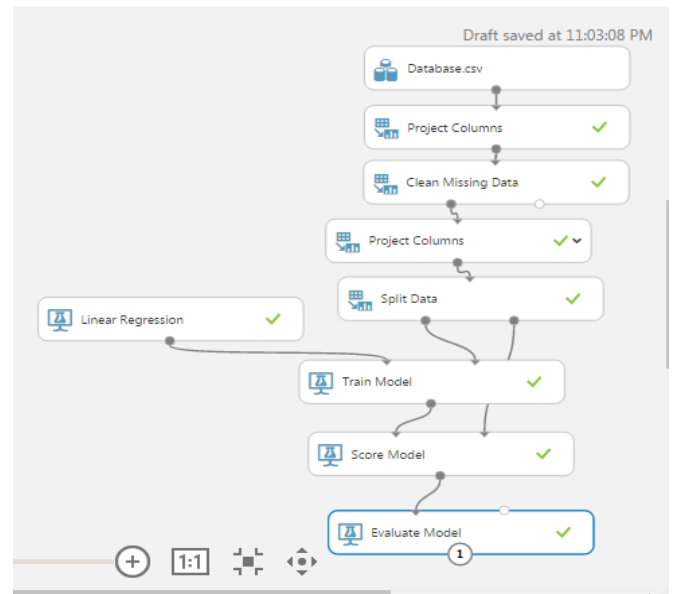 Draft saved at 11:03:08 PM
Database.csv
Project Columns
Clean Missing Data
Project Columns
Split Data
Linear Regression
Train Model
Score Model
Evaluate Model
1
1:1